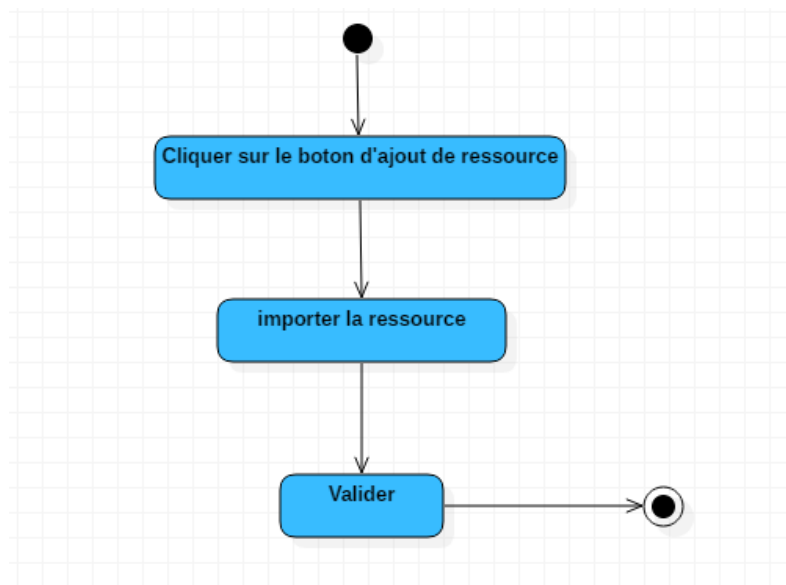 Cliquer sur le boton d'ajout de ressource
importer la ressource
Valider